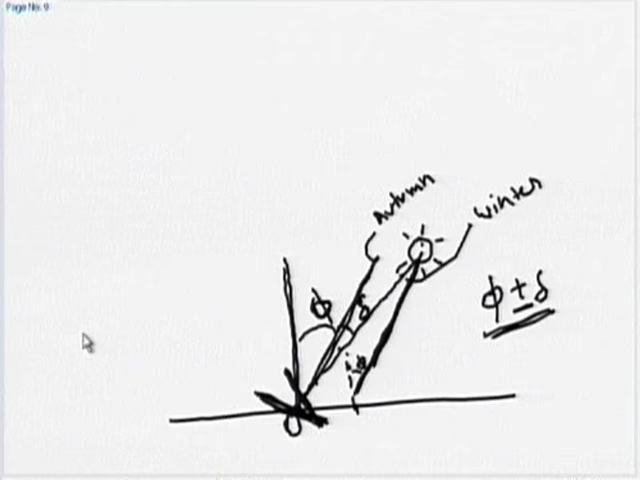 Page No: 9
Autumn
winter
φ
δ
φ ± δ